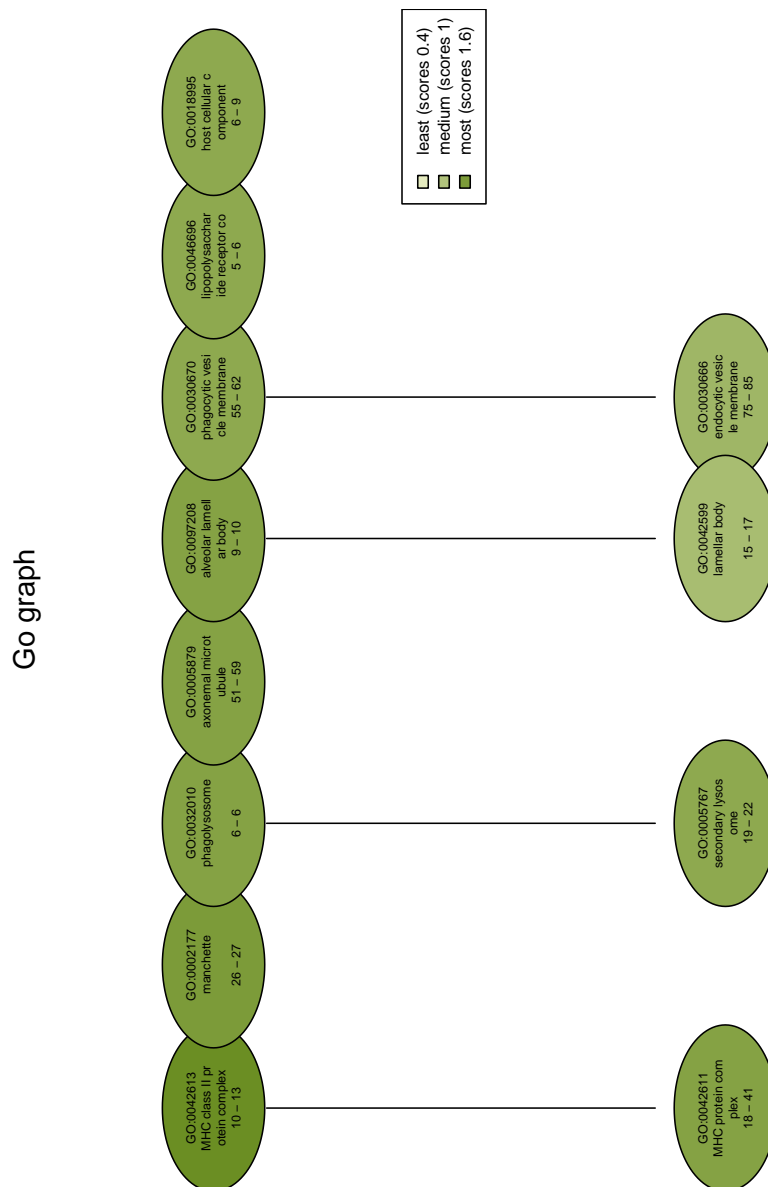 Go graph
GO:0042613
MHC class II pr
otein complex
10 − 13
GO:0002177
manchette
26 − 27
GO:0032010
phagolysosome
6 − 6
GO:0005879
axonemal microt
ubule
51 − 59
GO:0097208
alveolar lamell
ar body
9 − 10
GO:0030670
phagocytic vesi
cle membrane
55 − 62
GO:0046696
lipopolysacchar
ide receptor co
5 − 6
GO:0018995
host cellular c
omponent
6 − 9
least (scores 0.4)
medium (scores 1)
most (scores 1.6)
GO:0042611
MHC protein com
plex
18 − 41
GO:0005767
secondary lysos
ome
19 − 22
GO:0042599
lamellar body
15 − 17
GO:0030666
endocytic vesic
le membrane
75 − 85